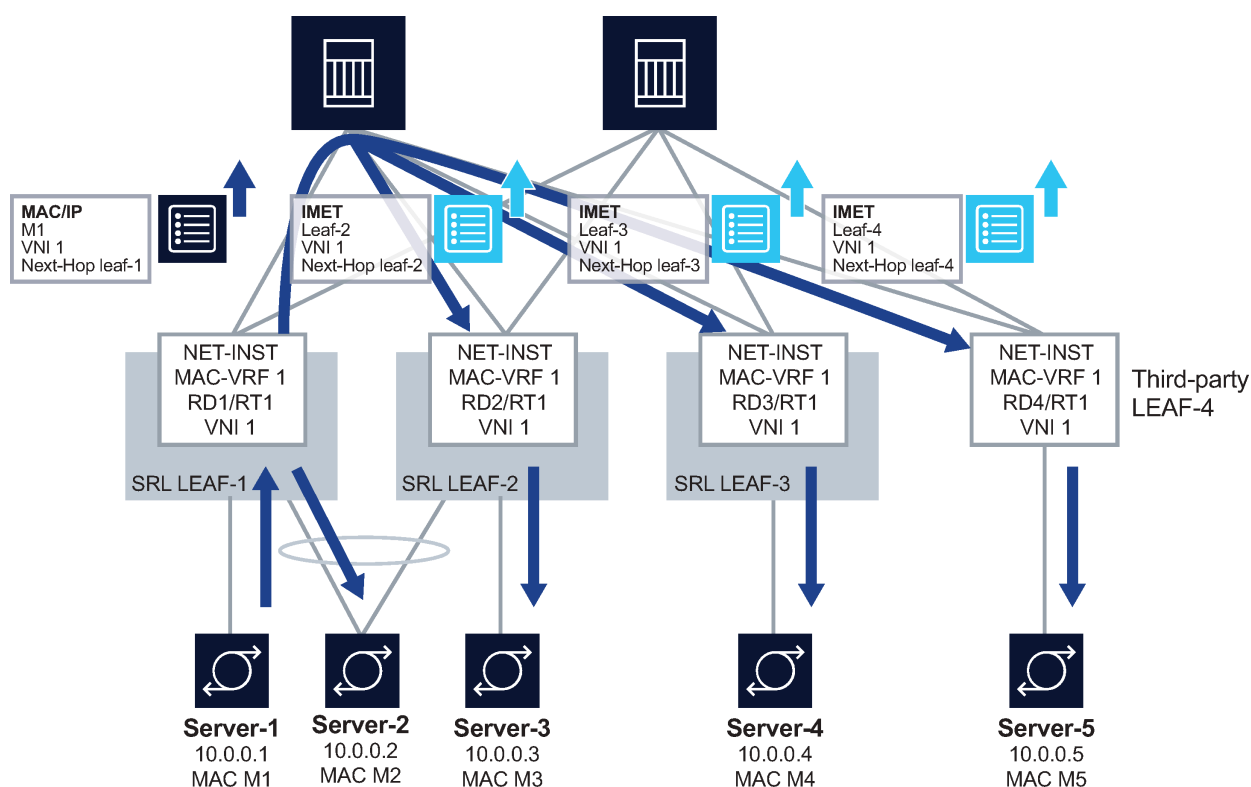 MAC/IP
M1
VNI 1
Next-Hop leaf-1
IMET
Leaf-2
VNI 1
Next-Hop leaf-2
IMET
Leaf-3
VNI 1
Next-Hop leaf-3
IMET
Leaf-4
VNI 1
Next-Hop leaf-4
NET-INST
MAC-VRF 1
RD1/RT1
VNI 1
SRL LEAF-1
NET-INST
MAC-VRF 1
RD2/RT1
VNI 1
SRL LEAF-2
NET-INST
MAC-VRF 1
RD3/RT1
VNI 1
SRL LEAF-3
NET-INST
MAC-VRF 1
RD4/RT1
VNI 1
Third-party
LEAF-4
Server-1
10.0.0.1
MAC M1
Server-2
10.0.0.2
MAC M2
Server-3
10.0.0.3
MAC M3
Server-4
10.0.0.4
MAC M4
Server-5
10.0.0.5
MAC M5